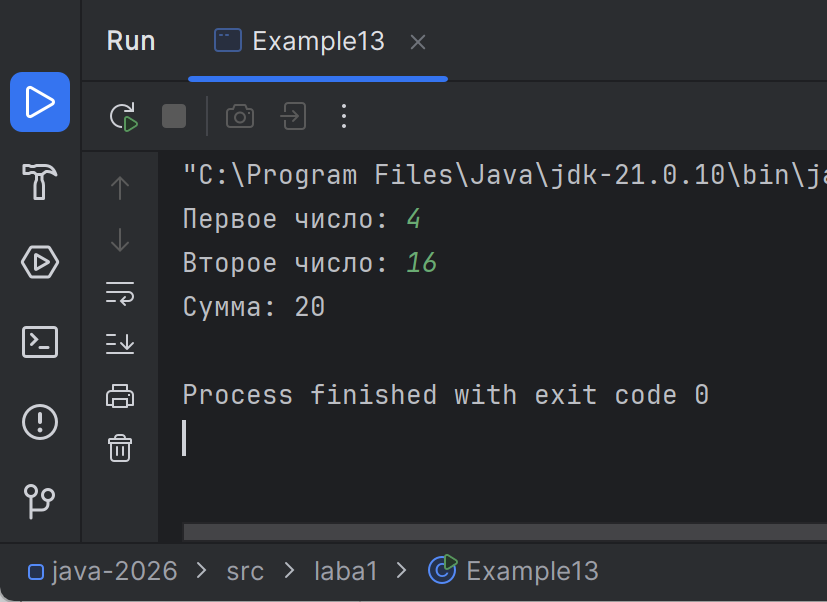 Run Example13
"C:\Program Files\Java\jdk-21.0.10\bin\ja
Первое число: 4
Второе число: 16
Сумма: 20
Process finished with exit code 0
java-2026 > src > laba1 > Example13